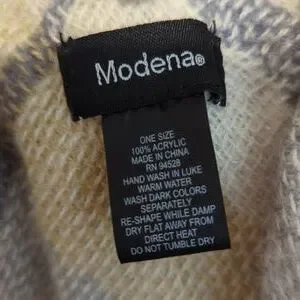 Modena®
ONE SIZE
100% ACRYLIC
MADE IN CHINA
RN 94528
HAND WASH IN LUKE
WARM WATER
WASH DARK COLORS
SEPARATELY
RE-SHAPE WHILE DAMP
DRY FLAT AWAY FROM
DIRECT HEAT
DO NOT TUMBLE DRY